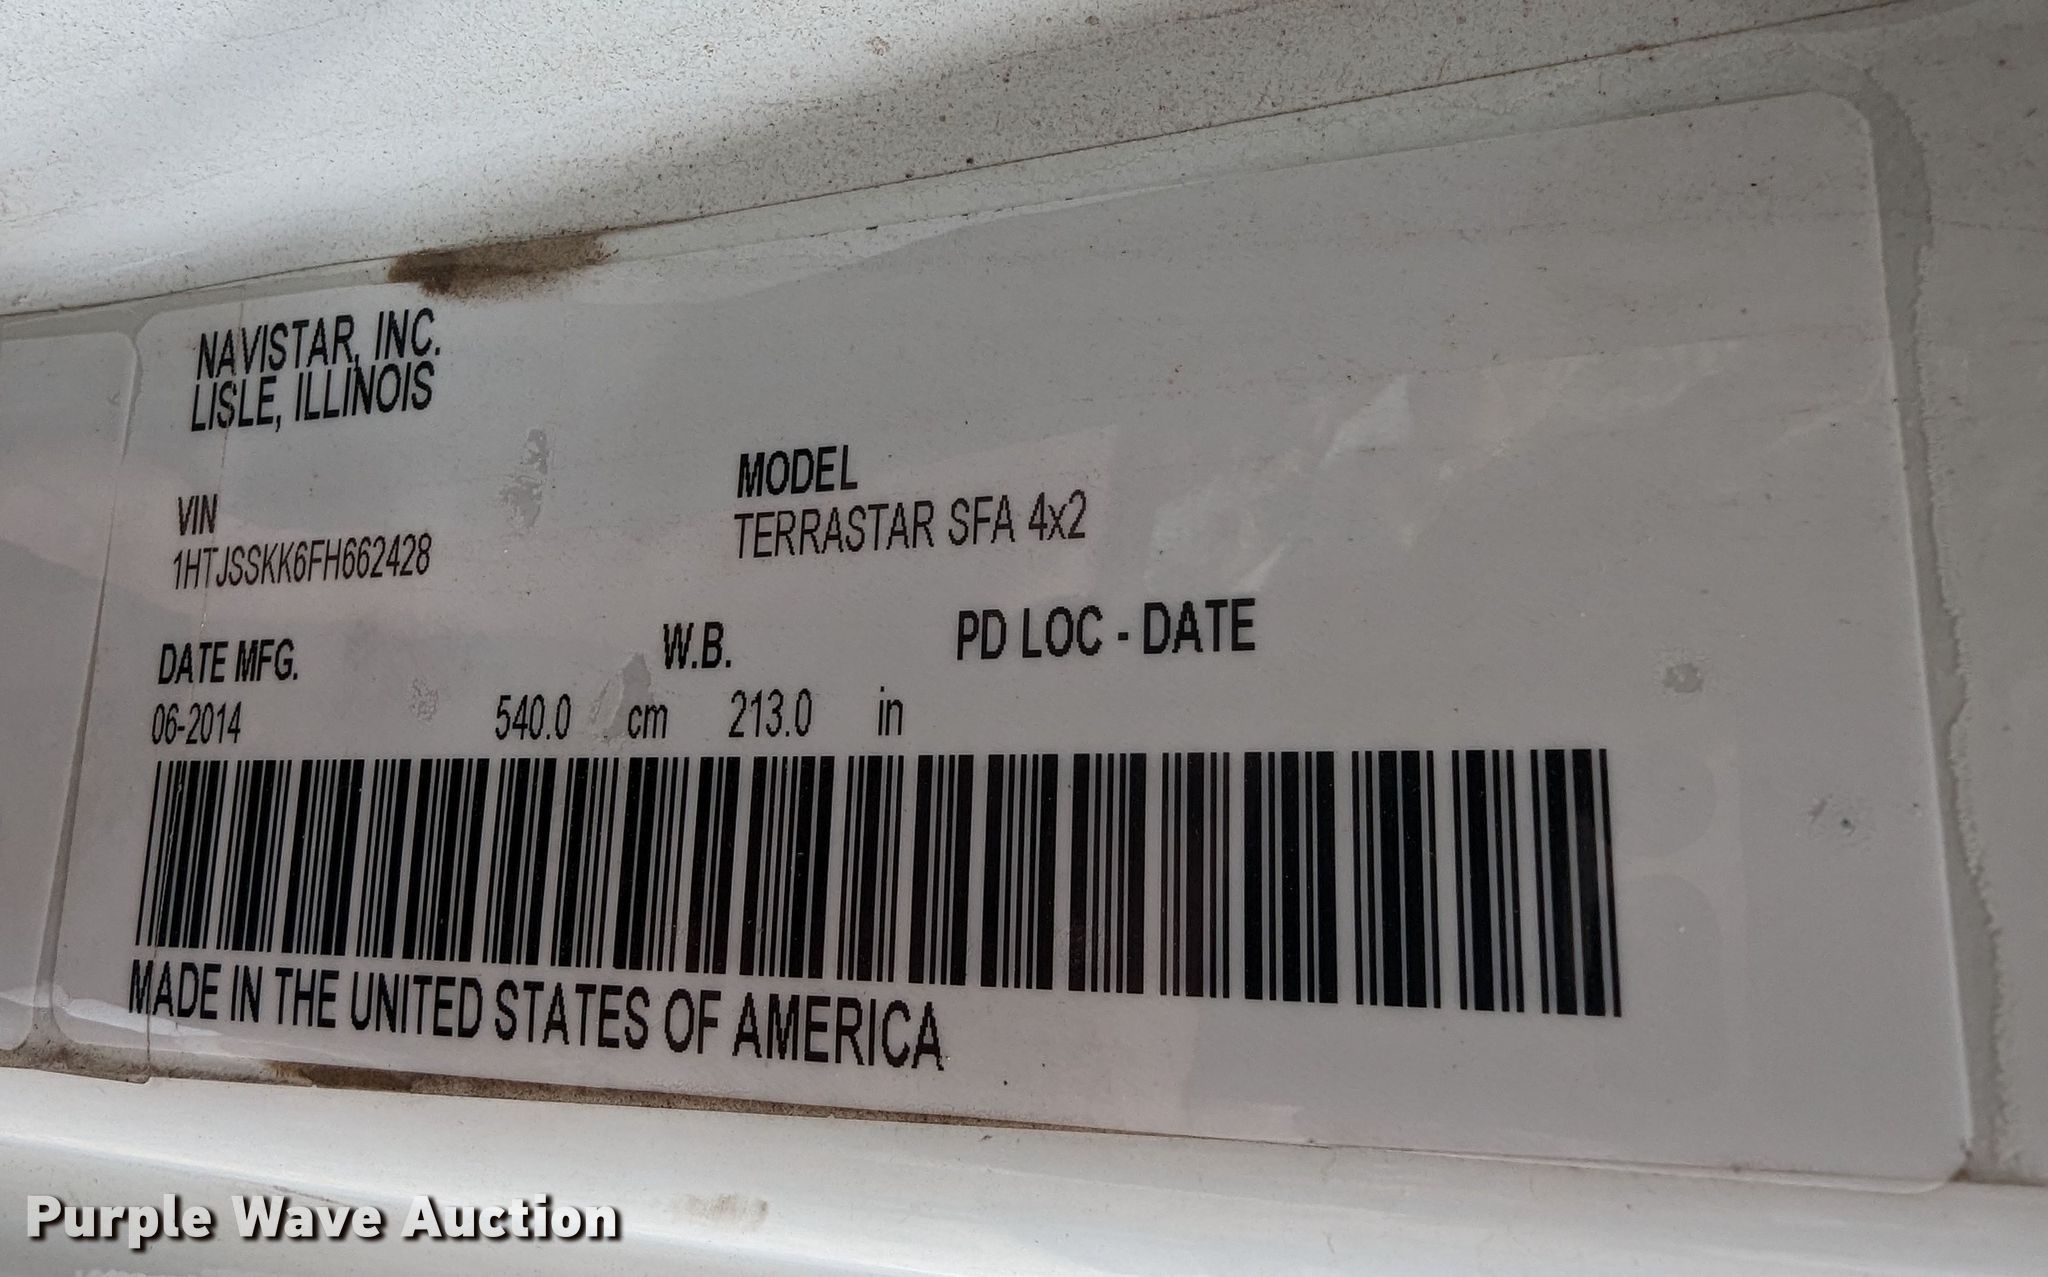 NAVISTAR, INC.
LISLE, ILLINOIS
MODEL
TERRASTAR SFA 4x2
VIN
1HTJSSKK6FH662428
DATE MFG. W.B. PD LOC - DATE
06-2014 540.0 cm 213.0 in
MADE IN THE UNITED STATES OF AMERICA
Purple Wave Auction